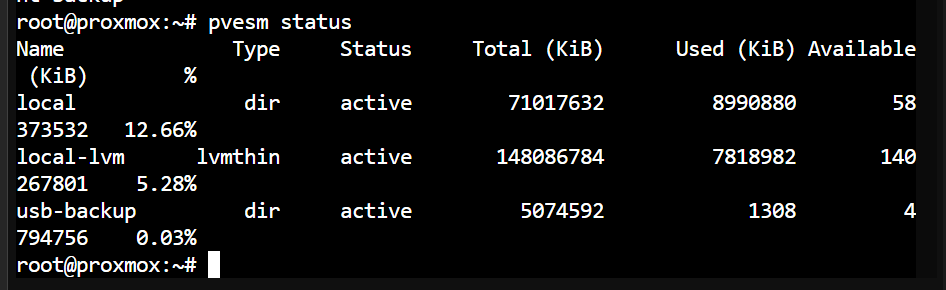 root@proxmox:~# pvesm status
Name Type Status Total (KiB) Used (KiB) Available
(KiB) %
local dir active 71017632 8990880 58
373532 12.66%
local-lvm lvmthin active 148086784 7818982 140
267801 5.28%
usb-backup dir active 5074592 1308 4
794756 0.03%
root@proxmox:~#